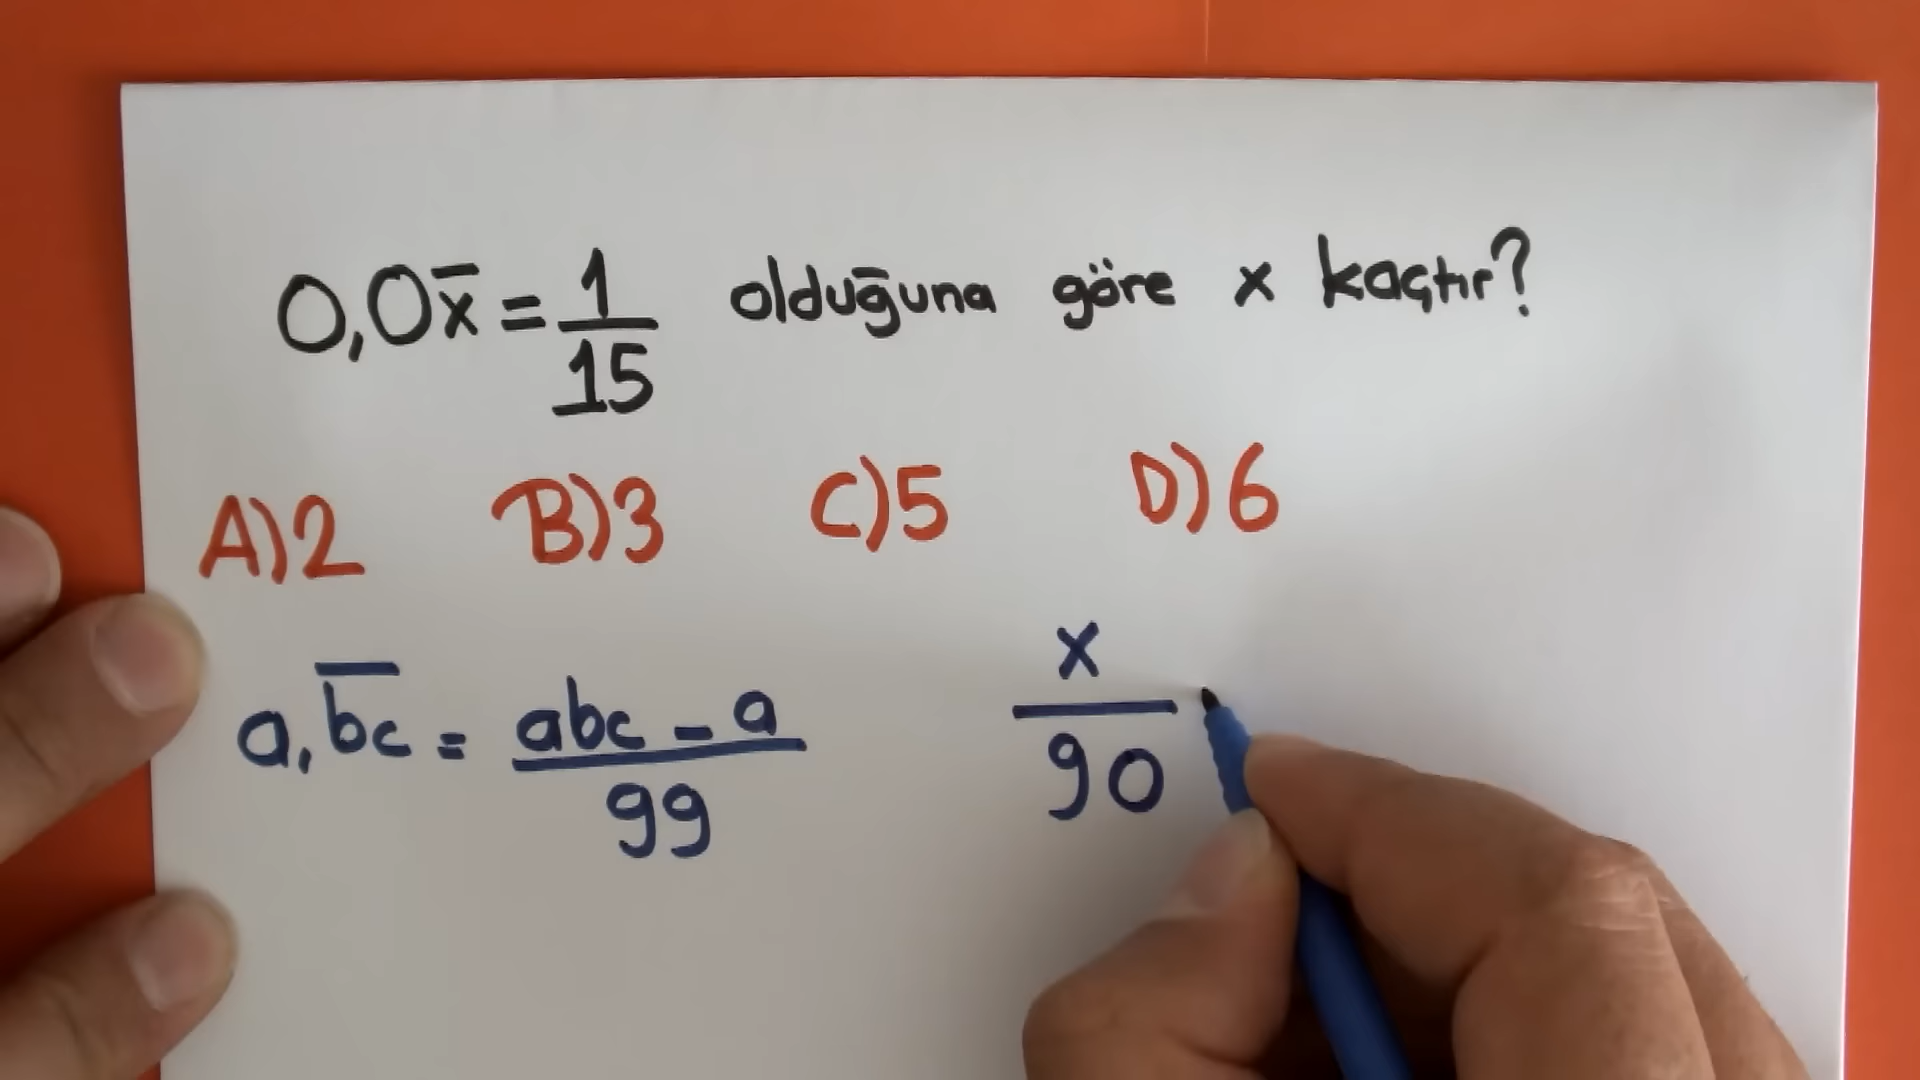 0,0x̅ = 1/15 olduğuna göre x kaçtır?
A) 2 B) 3 C) 5 D) 6
a,b̅c̅ = abc - a / 99
x/90